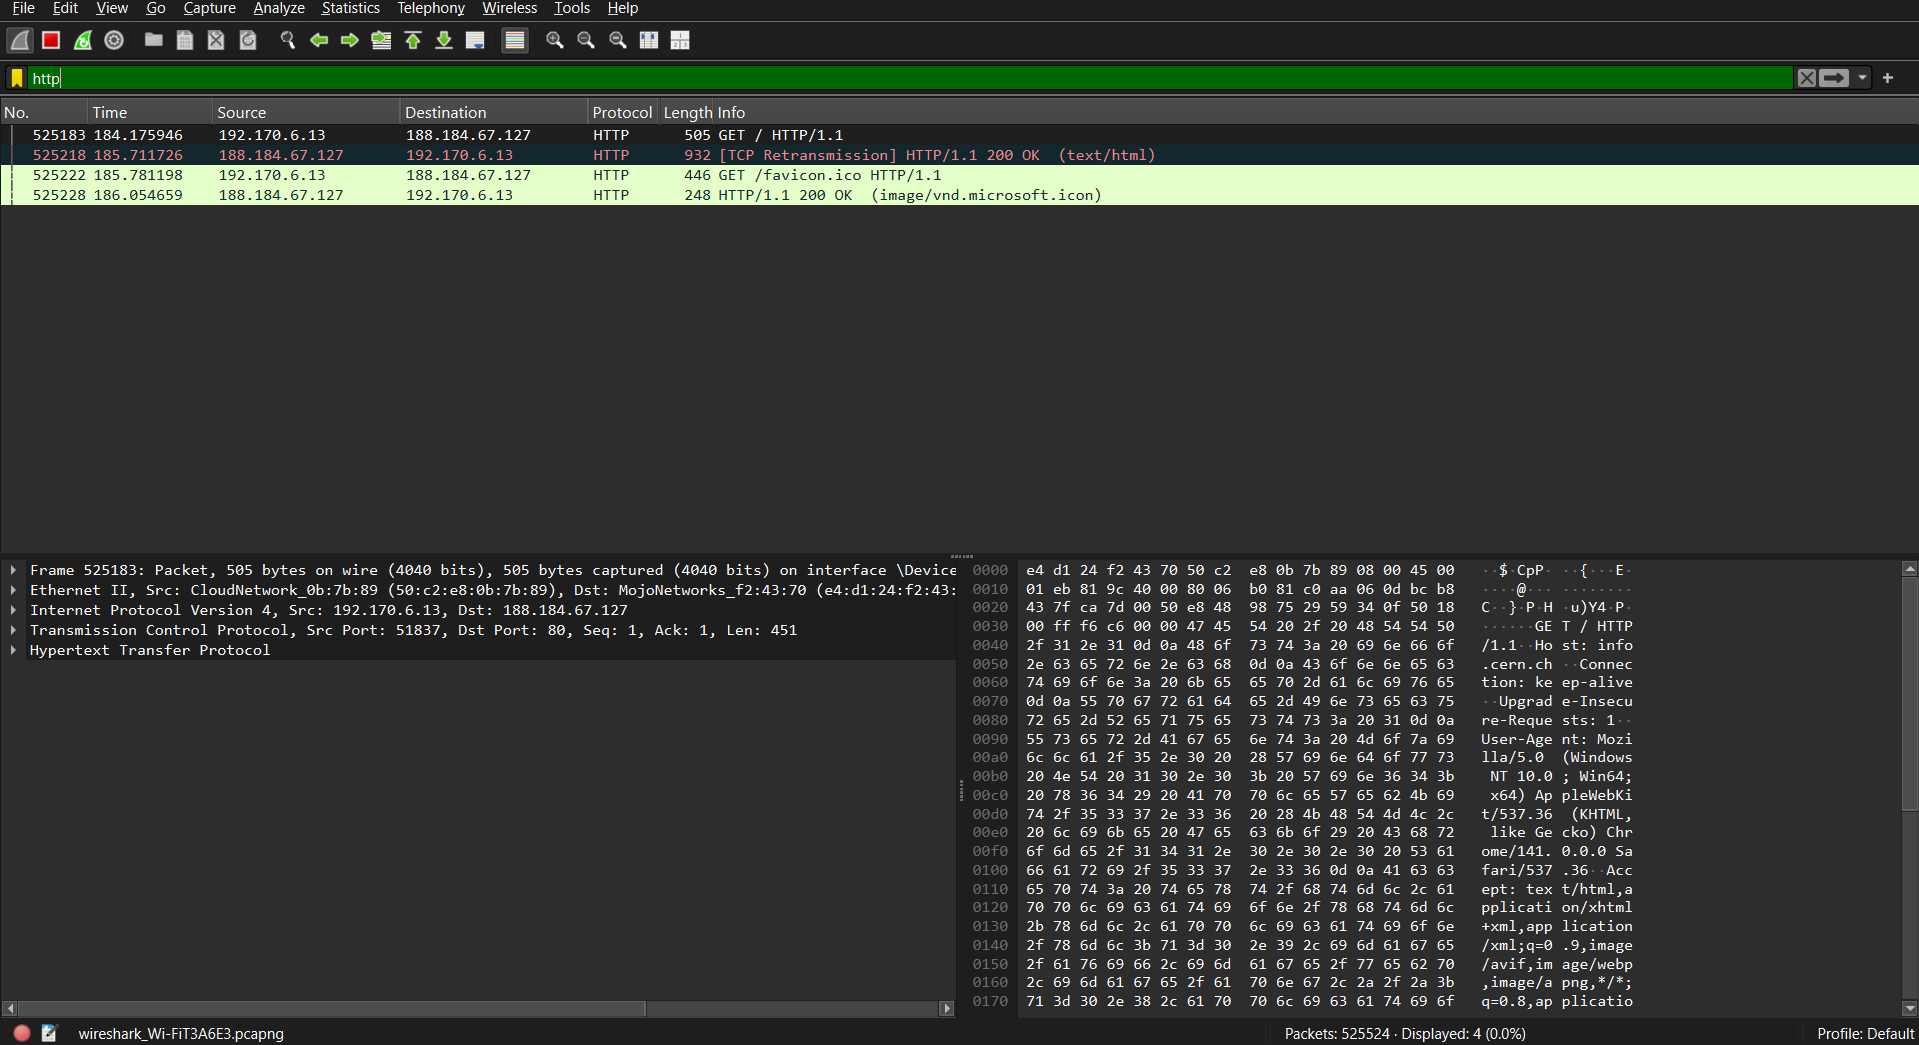 File Edit View Go Capture Analyze Statistics Telephony Wireless Tools Help
http
No. Time Source Destination Protocol Length Info
525183 184.175946 192.170.6.13 188.184.67.127 HTTP 505 GET / HTTP/1.1
525218 185.711726 188.184.67.127 192.170.6.13 HTTP 932 [TCP Retransmission] HTTP/1.1 200 OK  (text/html)
525222 185.781198 192.170.6.13 188.184.67.127 HTTP 446 GET /favicon.ico HTTP/1.1
525228 186.054659 188.184.67.127 192.170.6.13 HTTP 248 HTTP/1.1 200 OK  (image/vnd.microsoft.icon)
Frame 525183: Packet, 505 bytes on wire (4040 bits), 505 bytes captured (4040 bits) on interface \Device
Ethernet II, Src: CloudNetwork_0b:7b:89 (50:c2:e8:0b:7b:89), Dst: MojoNetworks_f2:43:70 (e4:d1:24:f2:43:
Internet Protocol Version 4, Src: 192.170.6.13, Dst: 188.184.67.127
Transmission Control Protocol, Src Port: 51837, Dst Port: 80, Seq: 1, Ack: 1, Len: 451
Hypertext Transfer Protocol
0000 e4 d1 24 f2 43 70 50 c2 e8 0b 7b 89 08 00 45 00 ··$·CpP· ··{···E·
0010 01 eb 81 9c 40 00 80 06 b0 81 c0 aa 06 0d bc b8 ····@··· ········
0020 43 7f ca 7d 00 50 e8 48 98 75 29 59 34 0f 50 18 C··}·P·H ·u)Y4·P·
0030 00 ff f6 c6 00 00 47 45 54 20 2f 20 48 54 54 50 ······GE T / HTTP
0040 2f 31 2e 31 0d 0a 48 6f 73 74 3a 20 69 6e 66 6f /1.1··Ho st: info
0050 2e 63 65 72 6e 2e 63 68 0d 0a 43 6f 6e 6e 65 63 .cern.ch ··Connec
0060 74 69 6f 6e 3a 20 6b 65 65 70 2d 61 6c 69 76 65 tion: ke ep-alive
0070 0d 0a 55 70 67 72 61 64 65 2d 49 6e 73 65 63 75 ··Upgrad e-Insecu
0080 72 65 2d 52 65 71 75 65 73 74 73 3a 20 31 0d 0a re-Reque sts: 1··
0090 55 73 65 72 2d 41 67 65 6e 74 3a 20 4d 6f 7a 69 User-Age nt: Mozi
00a0 6c 6c 61 2f 35 2e 30 20 28 57 69 6e 64 6f 77 73 lla/5.0  (Windows
00b0 20 4e 54 20 31 30 2e 30 3b 20 57 69 6e 36 34 3b  NT 10.0 ; Win64;
00c0 20 78 36 34 29 20 41 70 70 6c 65 57 65 62 4b 69  x64) Ap pleWebKi
00d0 74 2f 35 33 37 2e 33 36 20 28 4b 48 54 4d 4c 2c t/537.36  (KHTML,
00e0 20 6c 69 6b 65 20 47 65 63 6b 6f 29 20 43 68 72  like Ge cko) Chr
00f0 6f 6d 65 2f 31 34 31 2e 30 2e 30 2e 30 20 53 61 ome/141. 0.0.0 Sa
0100 66 61 72 69 2f 35 33 37 2e 33 36 0d 0a 41 63 63 fari/537 .36··Acc
0110 65 70 74 3a 20 74 65 78 74 2f 68 74 6d 6c 2c 61 ept: tex t/html,a
0120 70 70 6c 69 63 61 74 69 6f 6e 2f 78 68 74 6d 6c pplicati on/xhtml
0130 2b 78 6d 6c 2c 61 70 70 6c 69 63 61 74 69 6f 6e +xml,app lication
0140 2f 78 6d 6c 3b 71 3d 30 2e 39 2c 69 6d 61 67 65 /xml;q=0 .9,image
0150 2f 61 76 69 66 2c 69 6d 61 67 65 2f 77 65 62 70 /avif,im age/webp
0160 2c 69 6d 61 67 65 2f 61 70 6e 67 2c 2a 2f 2a 3b ,image/a png,*/*;
0170 71 3d 30 2e 38 2c 61 70 70 6c 69 63 61 74 69 6f q=0.8,ap plicatio
wireshark_Wi-FiT3A6E3.pcapng Packets: 525524 · Displayed: 4 (0.0%) Profile: Default